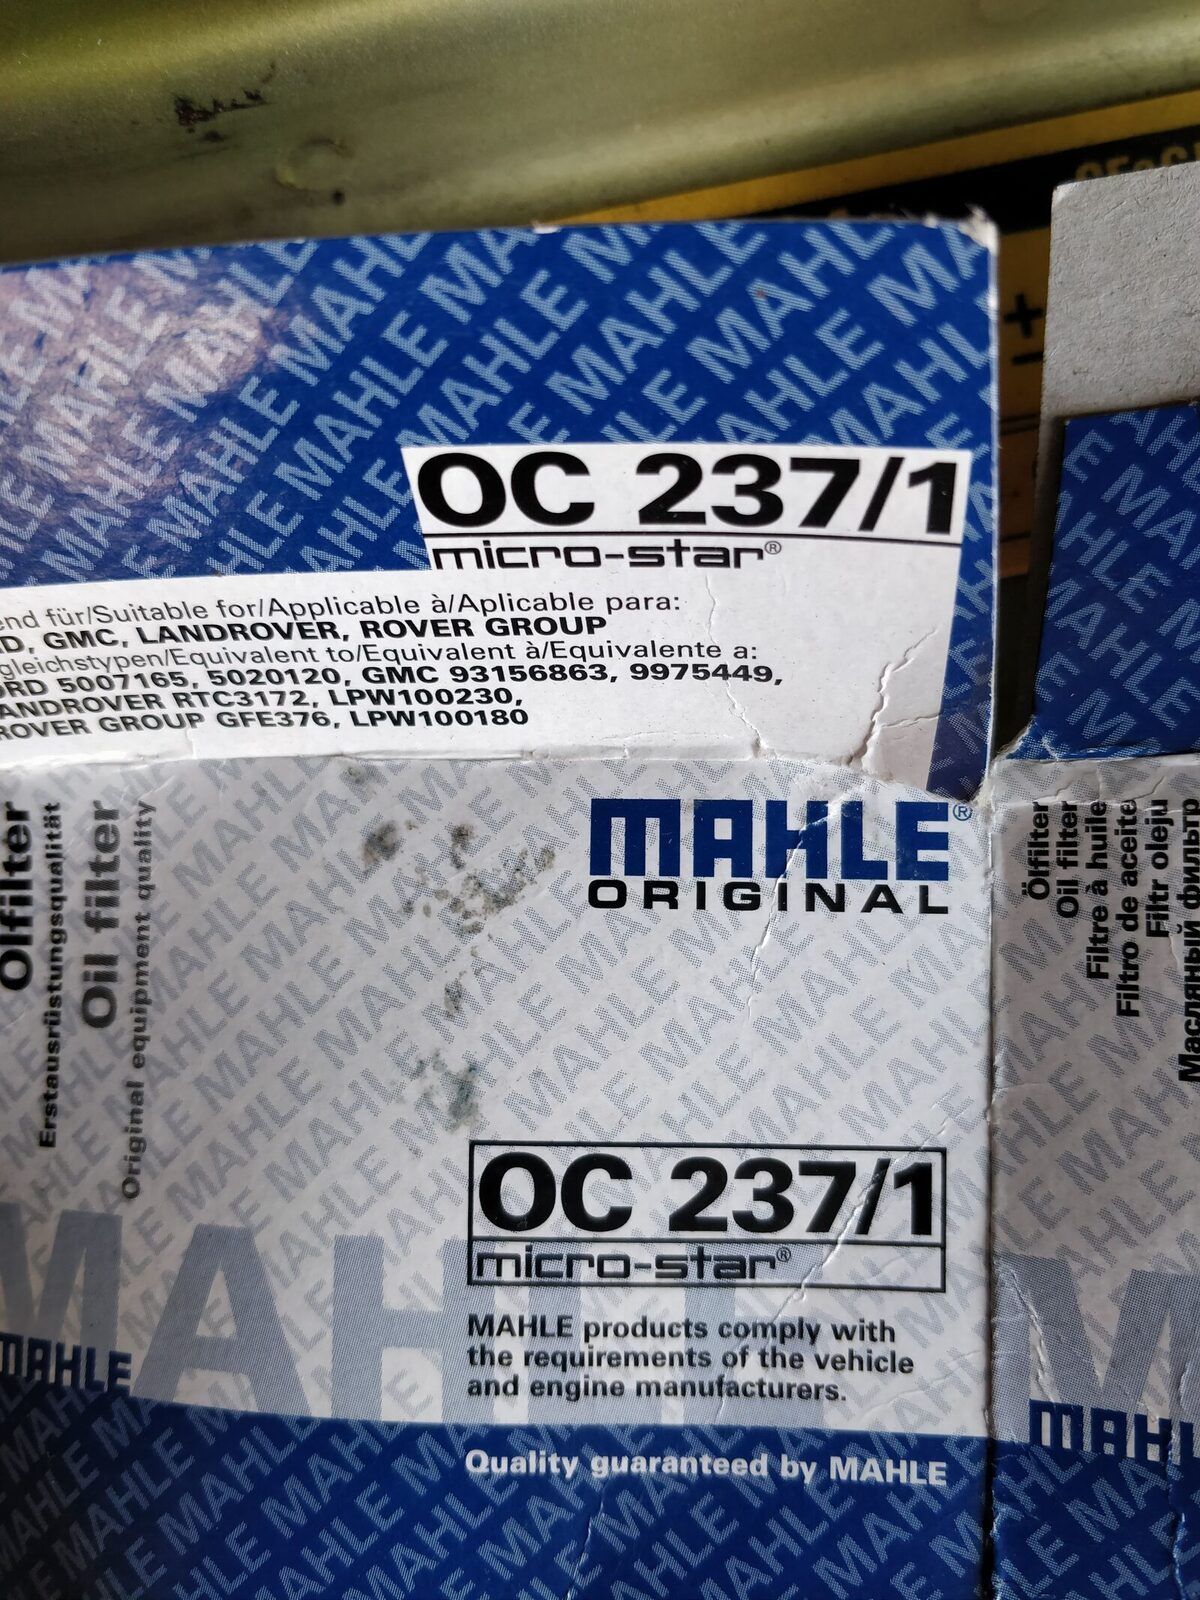 OC 237/1
micro-star®
end für/Suitable for/Applicable à/Aplicable para:
D, GMC, LANDROVER, ROVER GROUP
gleichstypen/Equivalent to/Equivalent à/Equivalente a:
ORD 5007165, 5020120, GMC 93156863, 9975449,
ANDROVER RTC3172, LPW100230,
ROVER GROUP GFE376, LPW100180
Ölfilter
Erstausrüstungsqualität
Oil filter
Original equipment quality
MAHLE®
ORIGINAL
OC 237/1
micro-star®
MAHLE products comply with
the requirements of the vehicle
and engine manufacturers.
Quality guaranteed by MAHLE
MAHLE
Ölfilter
Oil filter
Filtre à huile
Filtro de aceite
Filtr oleju
Масляный фильтр
MAHL